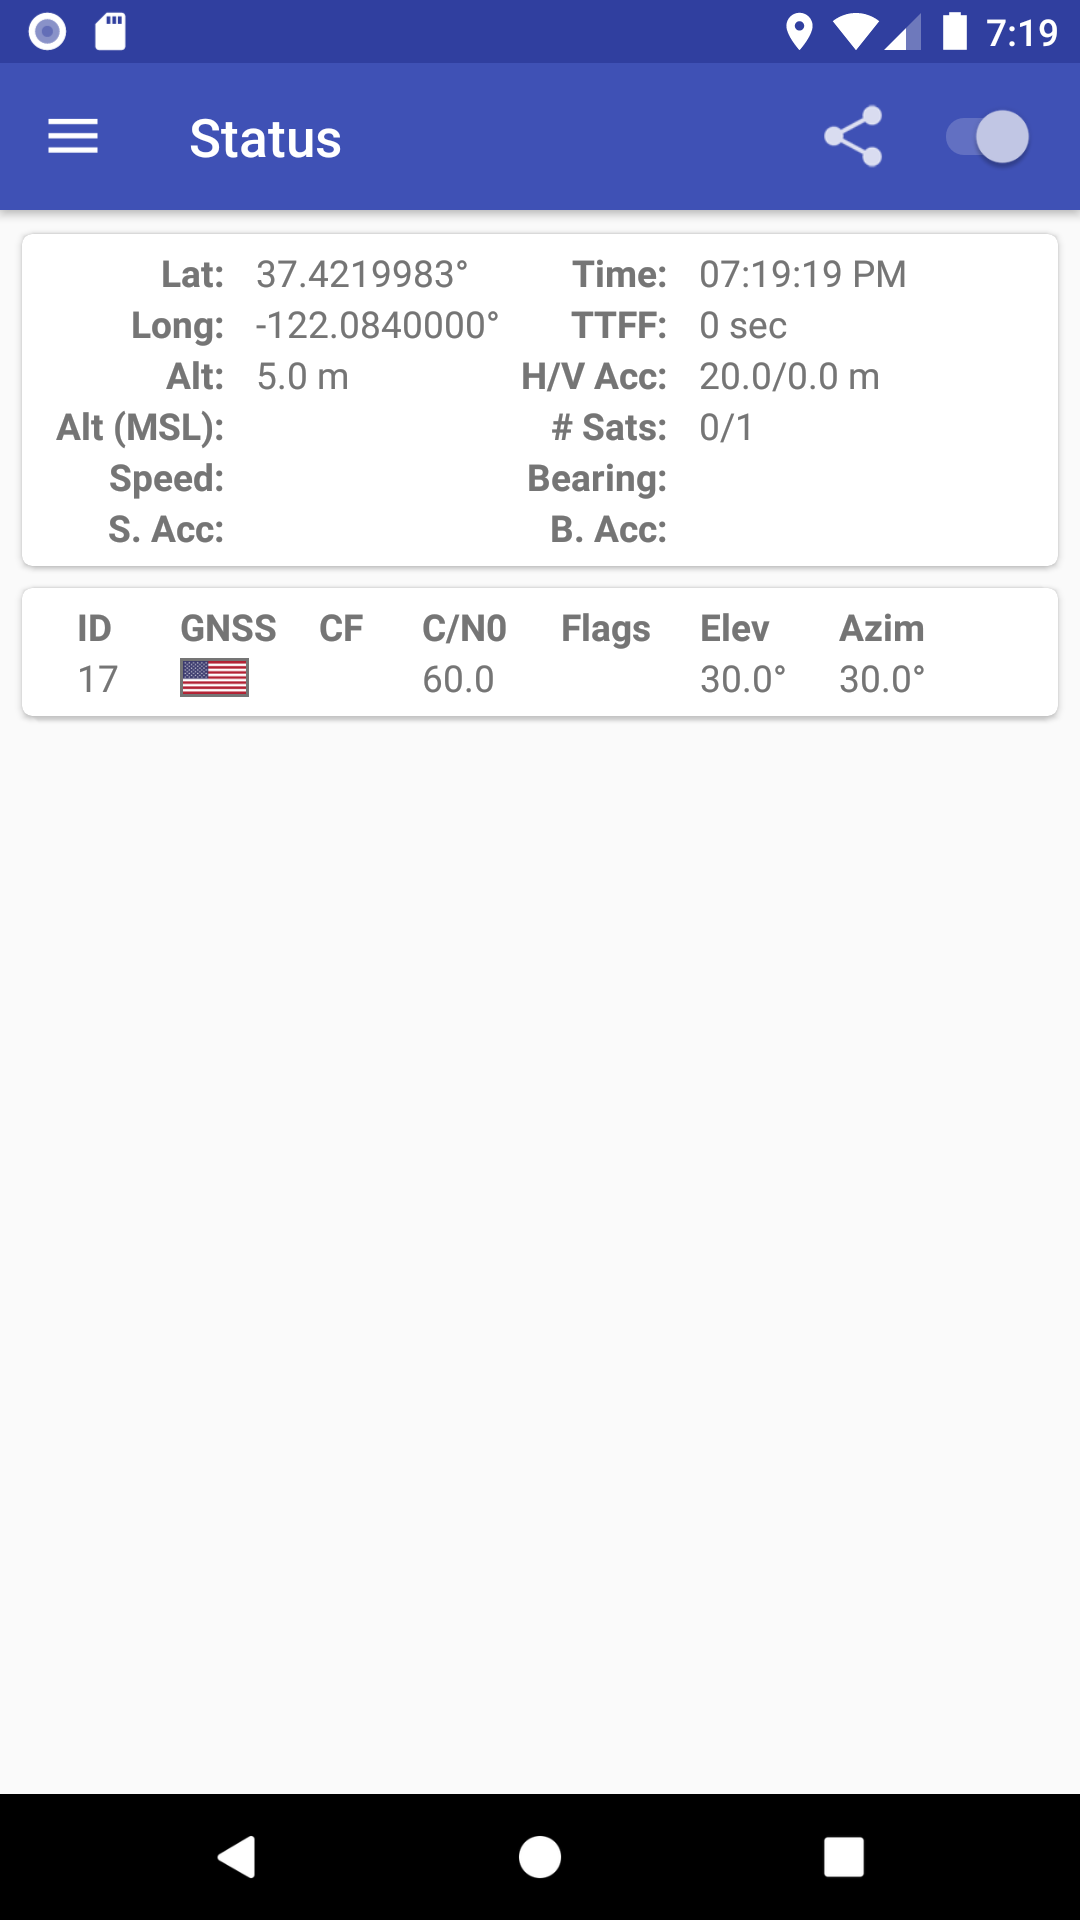 7:19
Status
Lat: 37.4219983° Time: 07:19:19 PM
Long: -122.0840000° TTFF: 0 sec
Alt: 5.0 m H/V Acc: 20.0/0.0 m
Alt (MSL): # Sats: 0/1
Speed: Bearing:
S. Acc: B. Acc:
ID GNSS CF C/N0 Flags Elev Azim
17 60.0 30.0° 30.0°